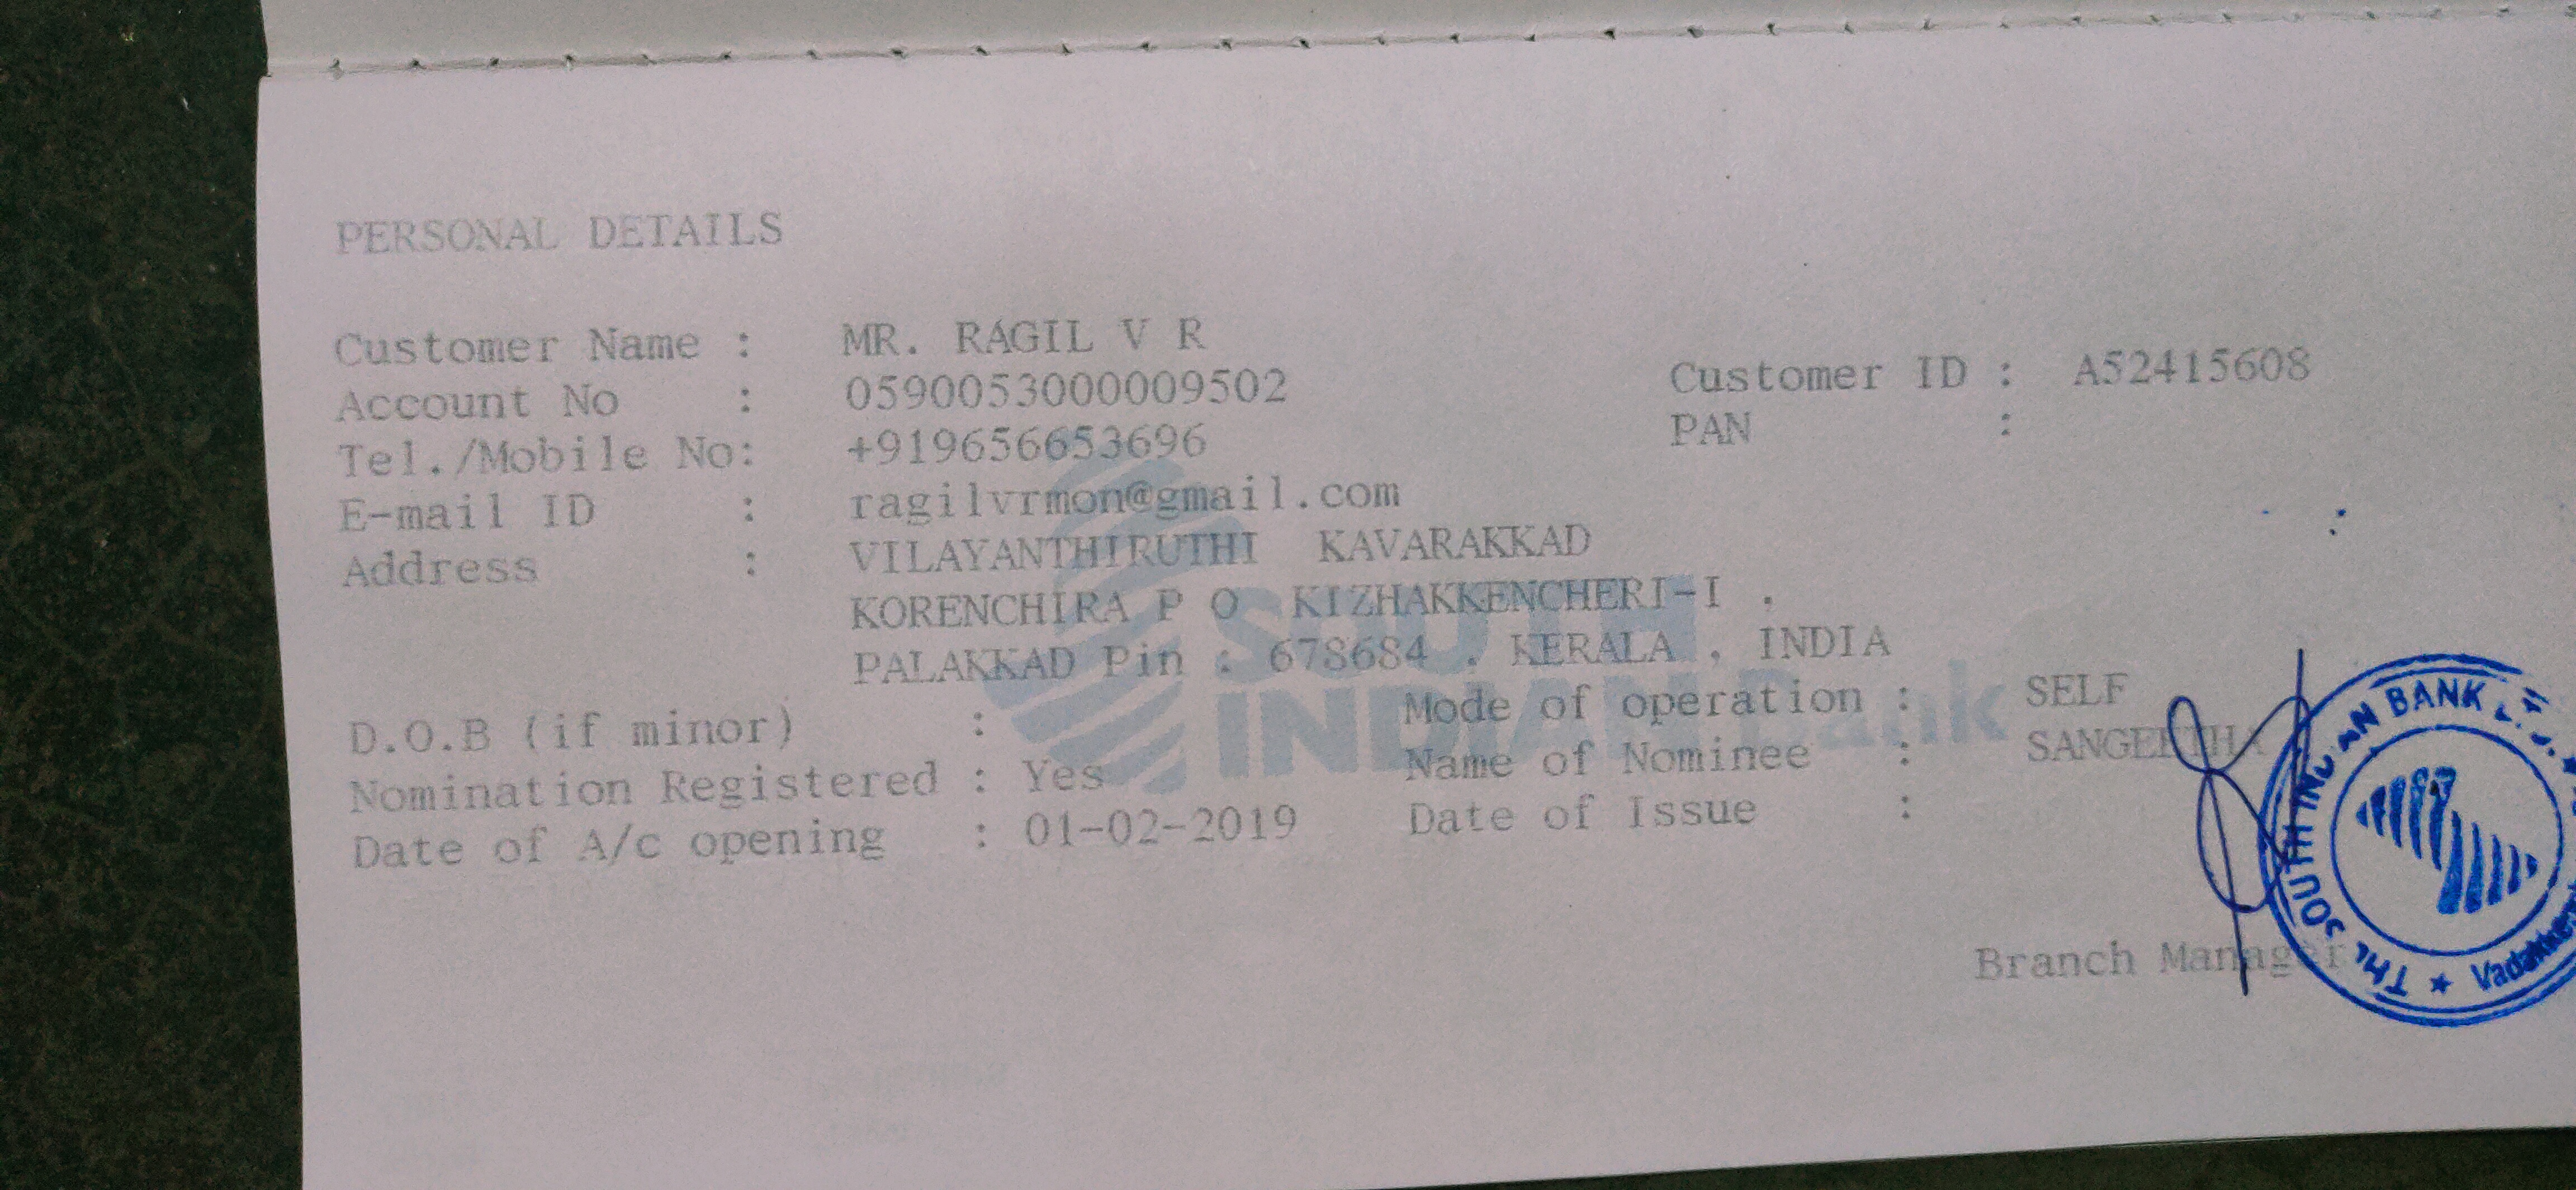 PERSONAL DETAILS
Customer Name : MR. RAGIL V R
Account No : 0590053000009502 Customer ID : A52415608
Tel./Mobile No: +919656653696 PAN :
E-mail ID : ragilvrmon@gmail.com
Address : VILAYANTHIRUTHI KAVARAKKAD
KORENCHIRA P O KIZHAKKENCHERI-I ,
PALAKKAD Pin : 678684 , KERALA , INDIA
D.O.B (if minor) : Mode of operation : SELF
Nomination Registered : Yes Name of Nominee : SANGEETHA
Date of A/c opening : 01-02-2019 Date of Issue :
SOUTH
INDIAN Bank
Branch Manager
THE SOUTH INDIAN BANK